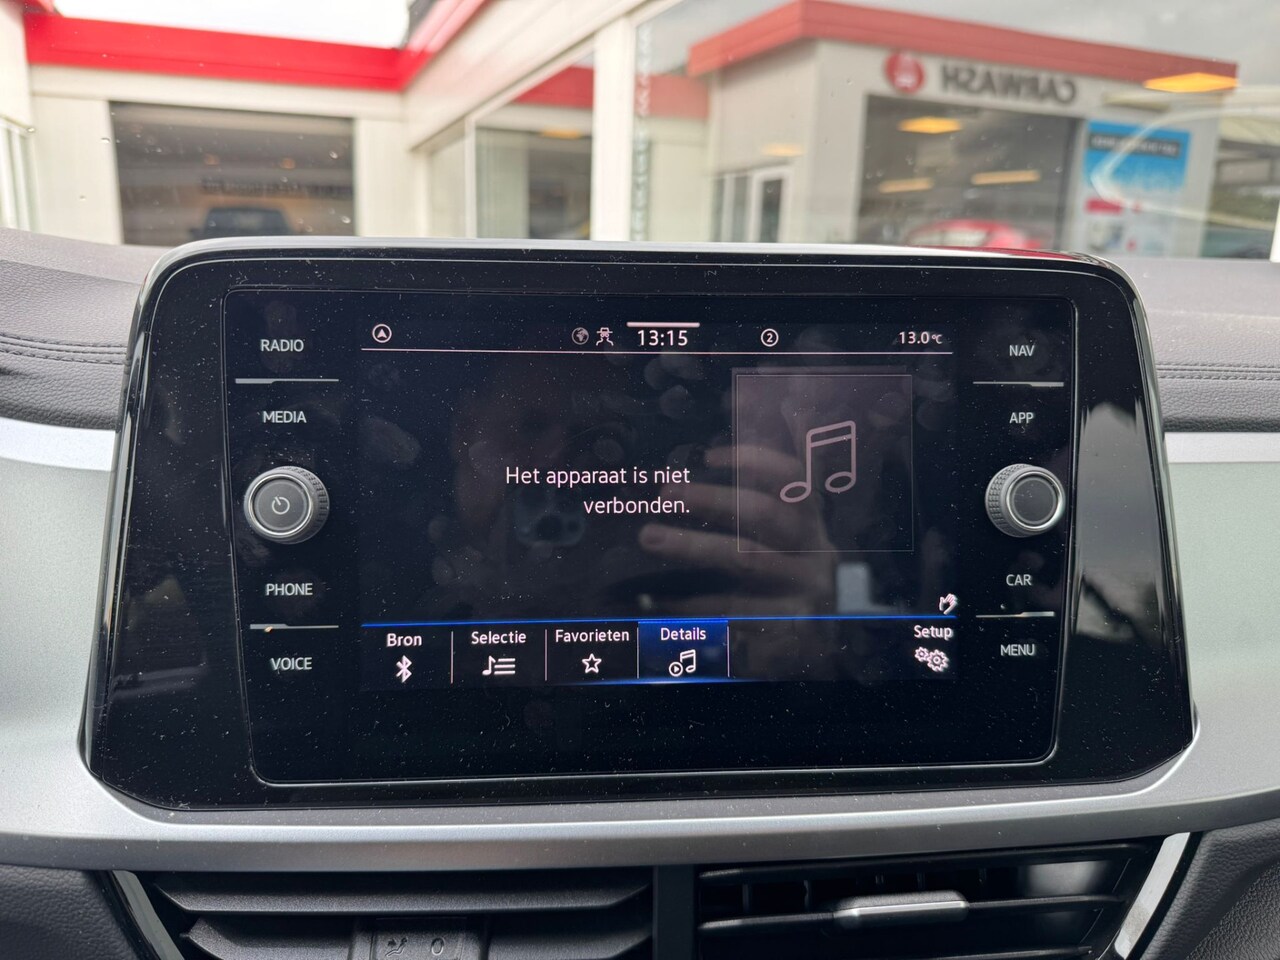 CARWASH
RADIO
MEDIA
PHONE
VOICE
13:15
2
13.0°C
Het apparaat is niet
verbonden.
Bron
Selectie
Favorieten
Details
Setup
NAV
APP
CAR
MENU
0